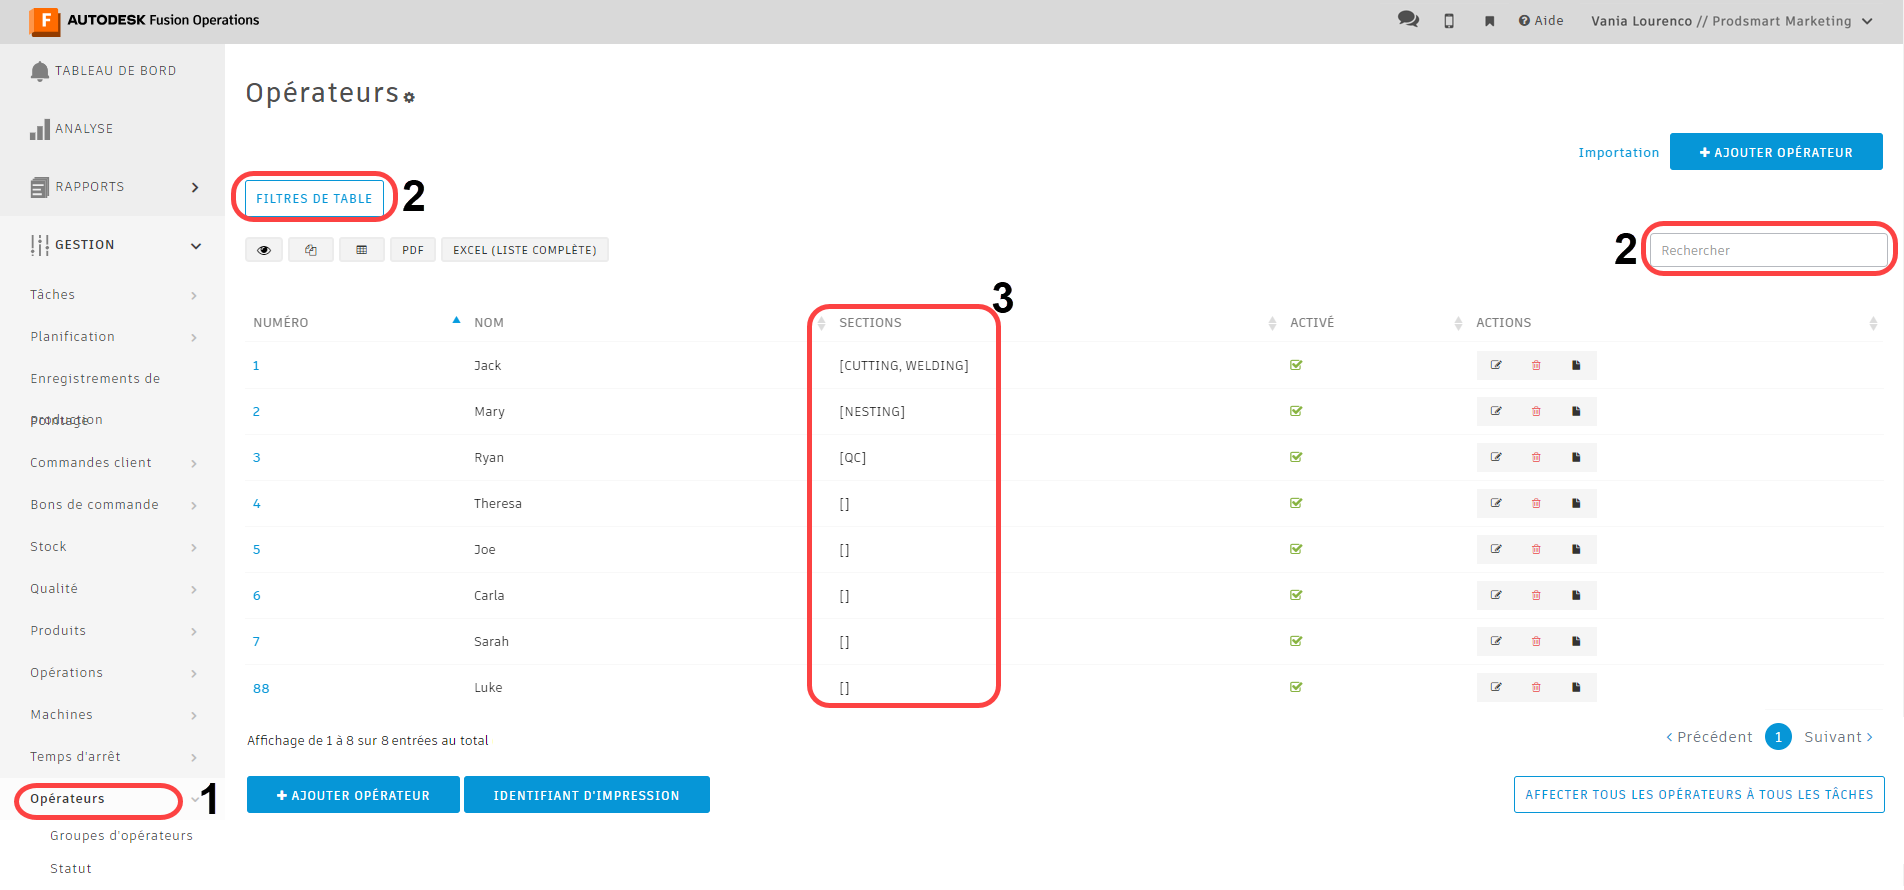 AUTODESK Fusion Operations
Aide
Vania Lourenco // Prodsmart Marketing
TABLEAU DE BORD
ANALYSE
RAPPORTS
GESTION
Tâches
Planification
Enregistrements de
production
Pointage
Commandes client
Bons de commande
Stock
Qualité
Produits
Opérations
Machines
Temps d'arrêt
Opérateurs
1
Groupes d'opérateurs
Statut
Opérateurs
Importation
+ AJOUTER OPÉRATEUR
FILTRES DE TABLE
2
PDF
EXCEL (LISTE COMPLÈTE)
2
Rechercher
3
NUMÉRO NOM SECTIONS ACTIVÉ ACTIONS
1 Jack [CUTTING, WELDING]
2 Mary [NESTING]
3 Ryan [QC]
4 Theresa []
5 Joe []
6 Carla []
7 Sarah []
88 Luke []
Affichage de 1 à 8 sur 8 entrées au total
< Précédent 1 Suivant >
+ AJOUTER OPÉRATEUR
IDENTIFIANT D'IMPRESSION
AFFECTER TOUS LES OPÉRATEURS À TOUS LES TÂCHES